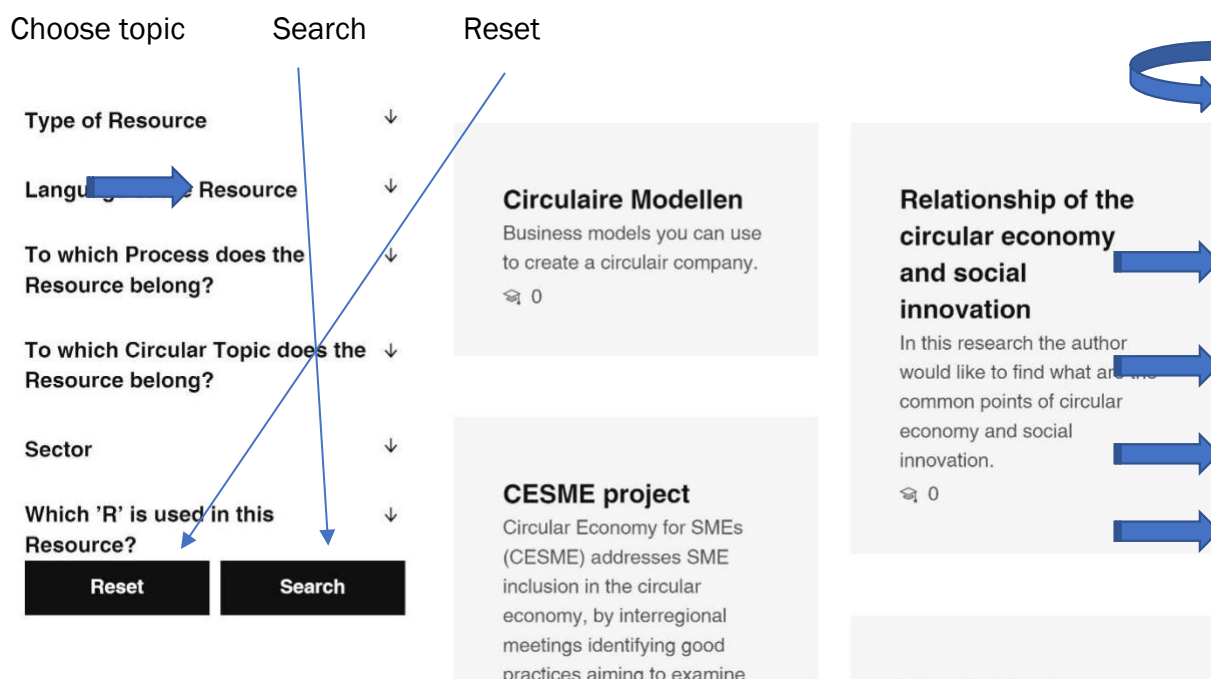 Choose topic Search Reset
Type of Resource
Langu Resource
To which Process does the
Resource belong?
To which Circular Topic does the
Resource belong?
Sector
Which 'R' is used in this
Resource?
Reset Search
Circulaire Modellen
Business models you can use
to create a circulair company.
0
CESME project
Circular Economy for SMEs
(CESME) addresses SME
inclusion in the circular
economy, by interregional
meetings identifying good
practices aiming to examine
Relationship of the
circular economy
and social
innovation
In this research the author
would like to find what are the
common points of circular
economy and social
innovation.
0